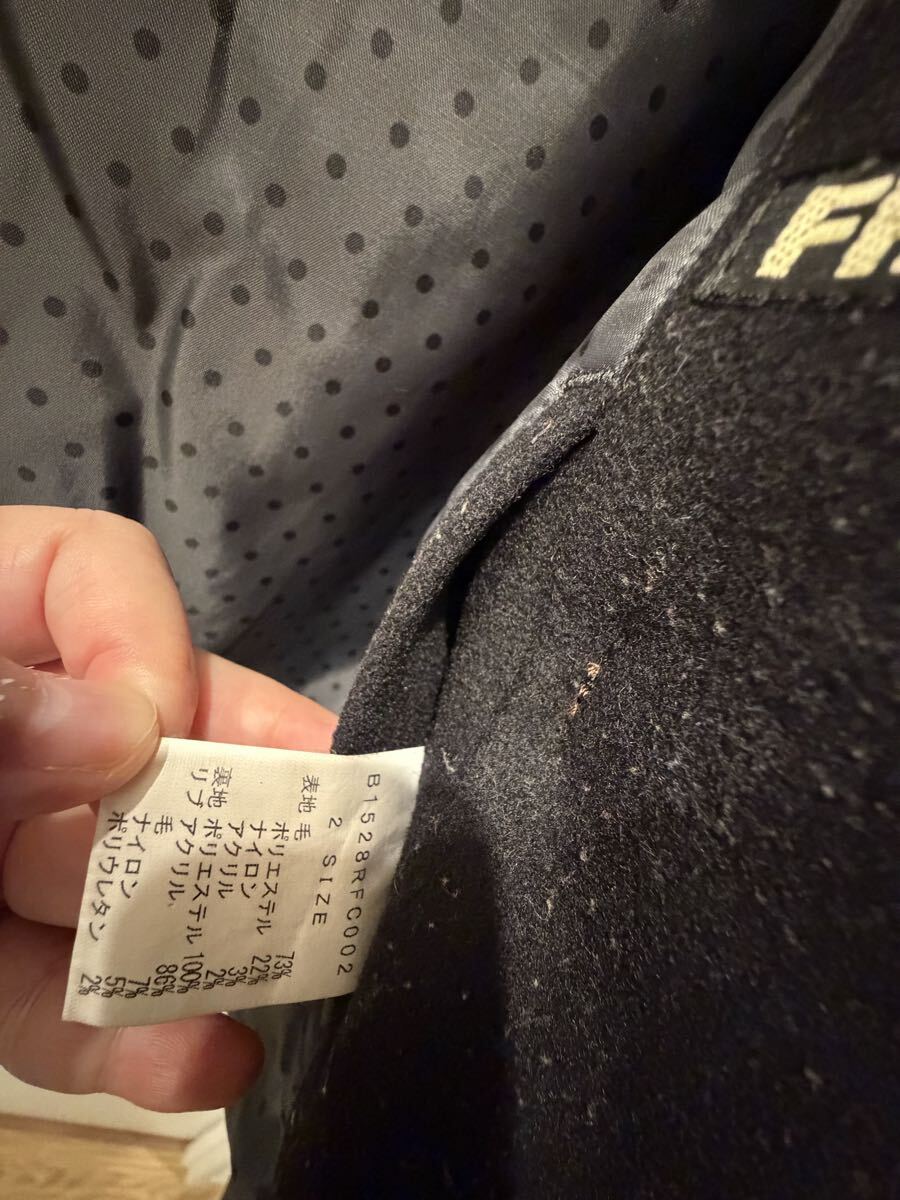 B1528RFC002
2 SIZE
表地 毛 73%
ポリエステル 22%
ナイロン 3%
アクリル 2%
裏地 ポリエステル 100%
リブ アクリル 86%
毛 7%
ナイロン 5%
ポリウレタン 2%